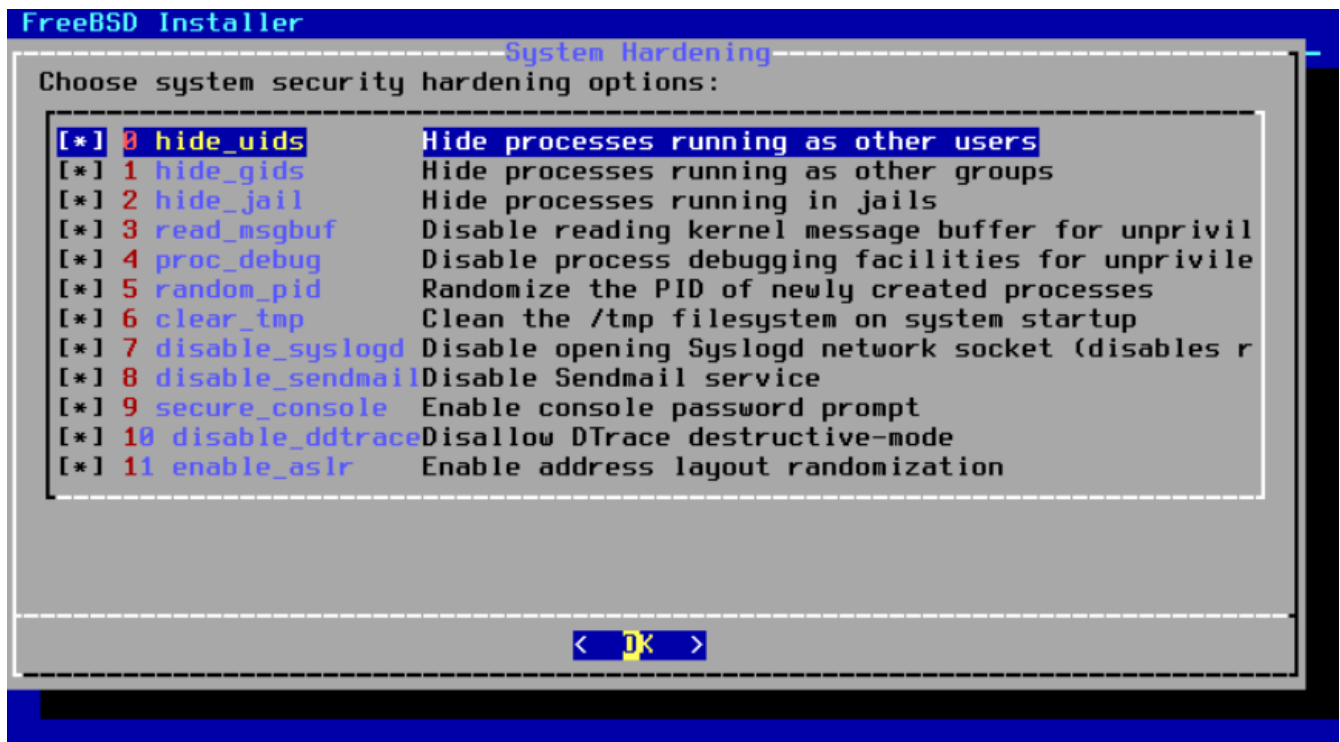 FreeBSD Installer
System Hardening
Choose system security hardening options:
[*] 0 hide_uids Hide processes running as other users
[*] 1 hide_gids Hide processes running as other groups
[*] 2 hide_jail Hide processes running in jails
[*] 3 read_msgbuf Disable reading kernel message buffer for unprivil
[*] 4 proc_debug Disable process debugging facilities for unprivile
[*] 5 random_pid Randomize the PID of newly created processes
[*] 6 clear_tmp Clean the /tmp filesystem on system startup
[*] 7 disable_syslogd Disable opening Syslogd network socket (disables r
[*] 8 disable_sendmailDisable Sendmail service
[*] 9 secure_console Enable console password prompt
[*] 10 disable_ddtraceDisallow DTrace destructive-mode
[*] 11 enable_aslr Enable address layout randomization
< OK >